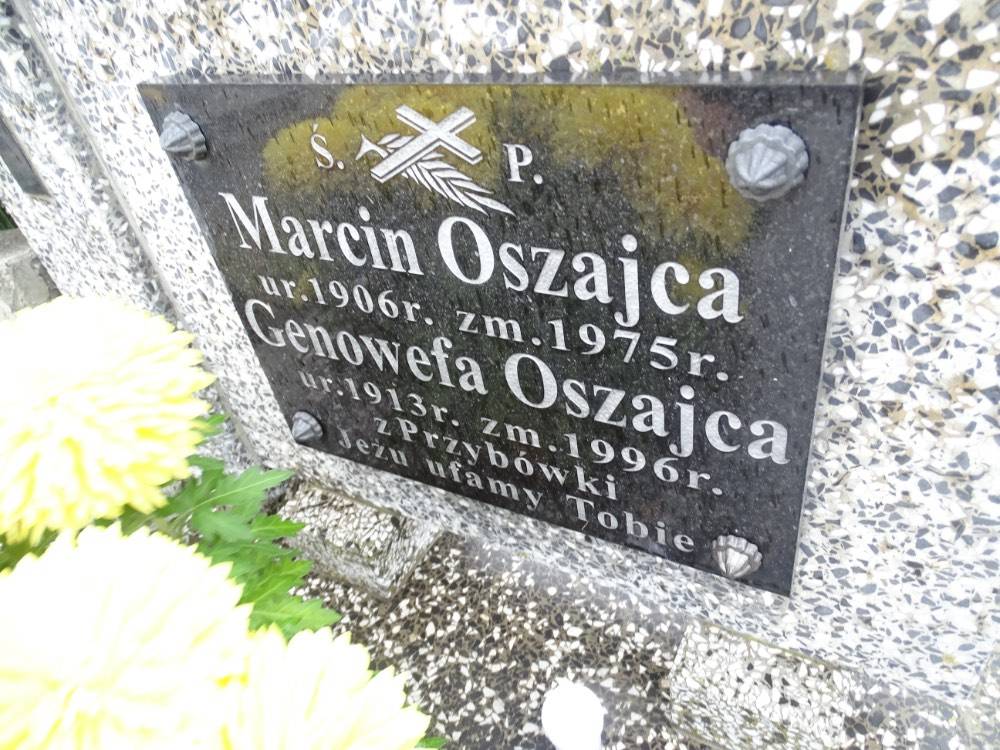 Ś. P.
Marcin Oszajca
ur.1906r. zm.1975r.
Genowefa Oszajca
ur.1913r. zm.1996r.
z Przybówki
Jezu ufamy Tobie